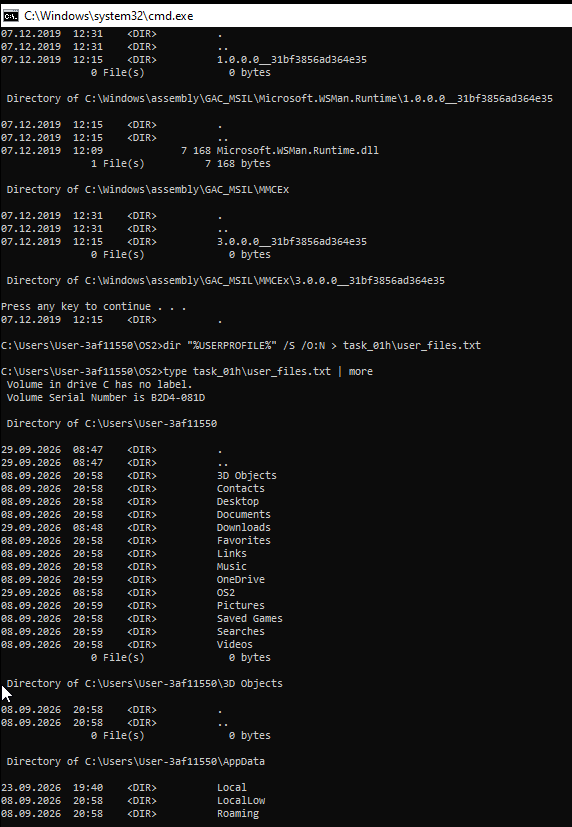 C:\Windows\system32\cmd.exe
07.12.2019  12:31    <DIR>          .
07.12.2019  12:31    <DIR>          ..
07.12.2019  12:15    <DIR>          1.0.0.0__31bf3856ad364e35
               0 File(s)              0 bytes
 Directory of C:\Windows\assembly\GAC_MSIL\Microsoft.WSMan.Runtime\1.0.0.0__31bf3856ad364e35
07.12.2019  12:15    <DIR>          .
07.12.2019  12:15    <DIR>          ..
07.12.2019  12:09             7 168 Microsoft.WSMan.Runtime.dll
               1 File(s)          7 168 bytes
 Directory of C:\Windows\assembly\GAC_MSIL\MMCEx
07.12.2019  12:31    <DIR>          .
07.12.2019  12:31    <DIR>          ..
07.12.2019  12:15    <DIR>          3.0.0.0__31bf3856ad364e35
               0 File(s)              0 bytes
 Directory of C:\Windows\assembly\GAC_MSIL\MMCEx\3.0.0.0__31bf3856ad364e35
Press any key to continue . . .
07.12.2019  12:15    <DIR>          .
C:\Users\User-3af11550\OS2>dir "%USERPROFILE%" /S /O:N > task_01h\user_files.txt
C:\Users\User-3af11550\OS2>type task_01h\user_files.txt | more
 Volume in drive C has no label.
 Volume Serial Number is B2D4-081D
 Directory of C:\Users\User-3af11550
29.09.2026  08:47    <DIR>          .
29.09.2026  08:47    <DIR>          ..
08.09.2026  20:58    <DIR>          3D Objects
08.09.2026  20:58    <DIR>          Contacts
08.09.2026  20:58    <DIR>          Desktop
08.09.2026  20:58    <DIR>          Documents
29.09.2026  08:48    <DIR>          Downloads
08.09.2026  20:58    <DIR>          Favorites
08.09.2026  20:58    <DIR>          Links
08.09.2026  20:58    <DIR>          Music
08.09.2026  20:59    <DIR>          OneDrive
29.09.2026  08:58    <DIR>          OS2
08.09.2026  20:59    <DIR>          Pictures
08.09.2026  20:58    <DIR>          Saved Games
08.09.2026  20:59    <DIR>          Searches
08.09.2026  20:58    <DIR>          Videos
               0 File(s)              0 bytes
 Directory of C:\Users\User-3af11550\3D Objects
08.09.2026  20:58    <DIR>          .
08.09.2026  20:58    <DIR>          ..
               0 File(s)              0 bytes
 Directory of C:\Users\User-3af11550\AppData
23.09.2026  19:40    <DIR>          Local
08.09.2026  20:58    <DIR>          LocalLow
08.09.2026  20:58    <DIR>          Roaming